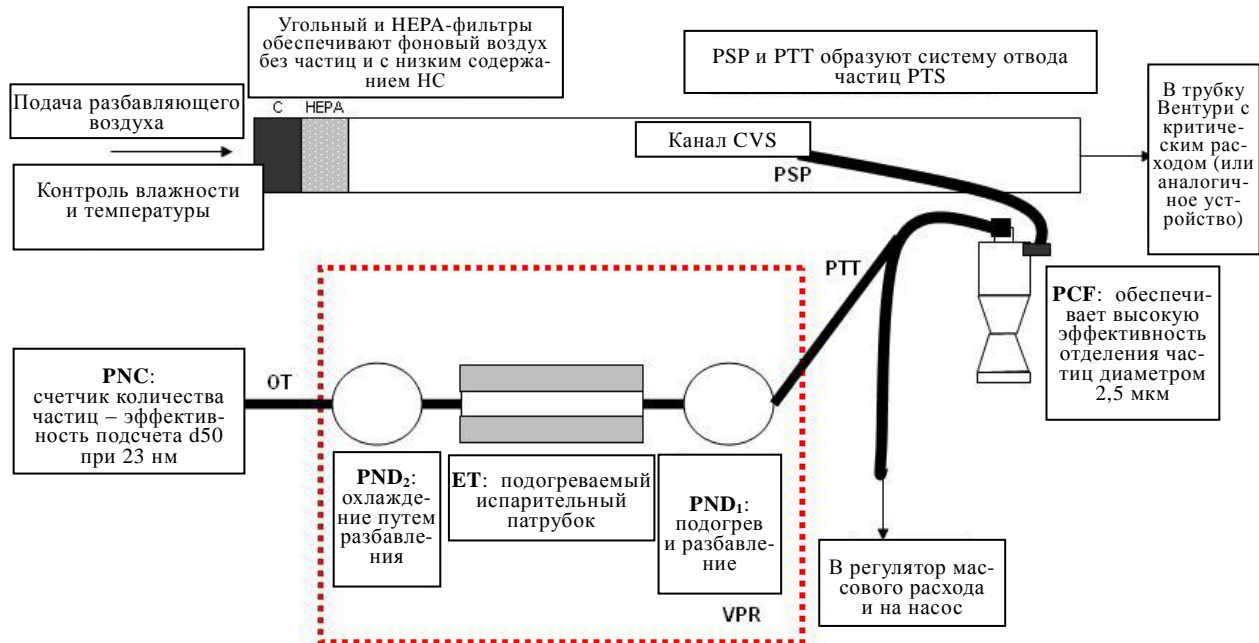 Угольный и НЕРА-фильтры
обеспечивают фоновый воздух
без частиц и с низким содержа-
нием НС
PSP и PTT образуют систему отвода
частиц PTS
Подача разбавляющего
воздуха
C
HEPA
Контроль влажности
и температуры
Канал CVS
PSP
В трубку
Вентури с
критичес-
ким рас-
ходом (или
аналогич-
ное уст-
ройство)
PTT
PCF: обеспечи-
вает высокую
эффективность
отделения час-
тиц диаметром
2,5 мкм
PNC:
счетчик количества
частиц – эффектив-
ность подсчета d50
при 23 нм
OT
PND₂:
охлажде-
ние путем
разбавле-
ния
ET: подогреваемый
испарительный
патрубок
PND₁:
подогрев
и разбавле-
ние
VPR
В регулятор мас-
сового расхода
и на насос